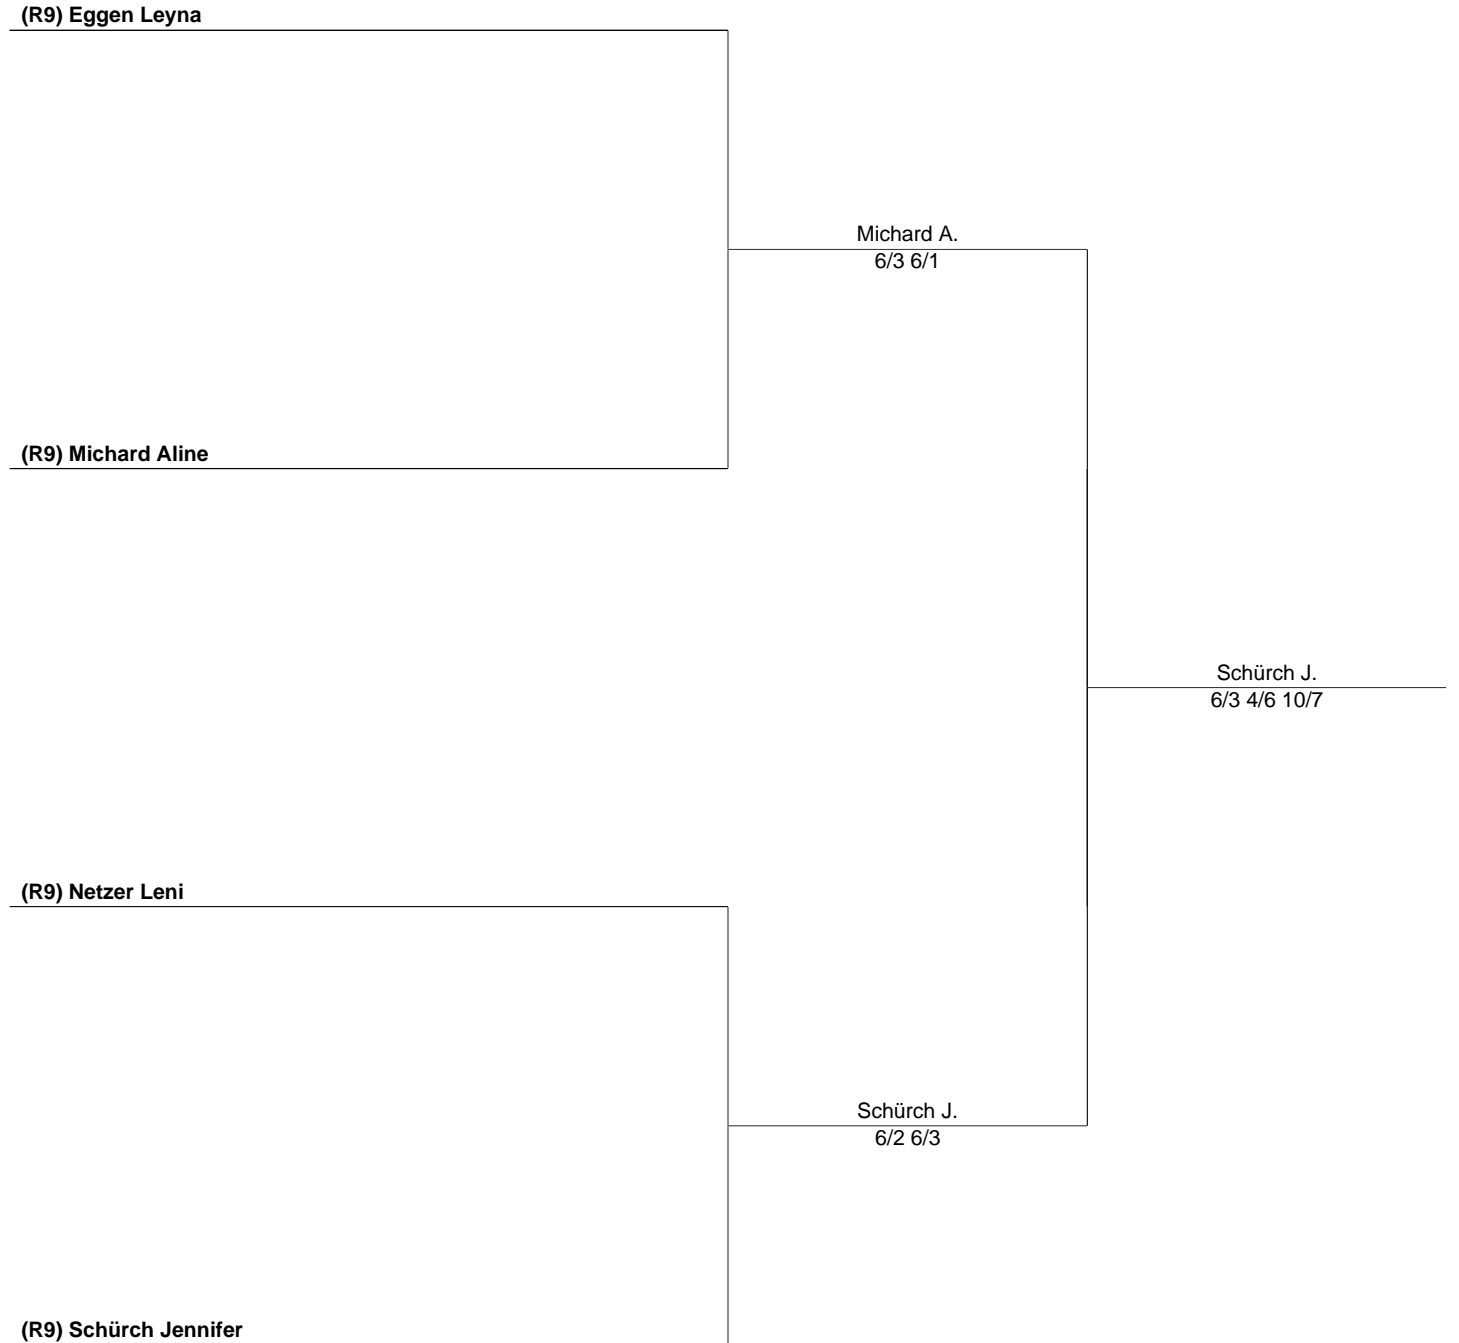 (R9) Eggen Leyna
Michard A.
6/3 6/1
(R9) Michard Aline
Schürch J.
6/3 4/6 10/7
(R9) Netzer Leni
Schürch J.
6/2 6/3
(R9) Schürch Jennifer